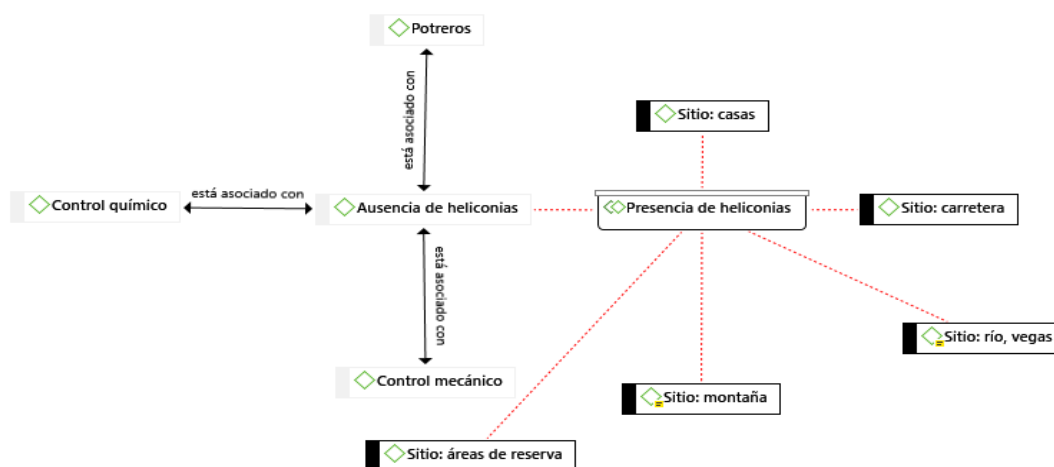 Potreros
está asociado con
Sitio: casas
Control químico
está asociado con
Ausencia de heliconias
Presencia de heliconias
Sitio: carretera
está asociado con
Sitio: río, vegas
Control mecánico
Sitio: montaña
Sitio: áreas de reserva